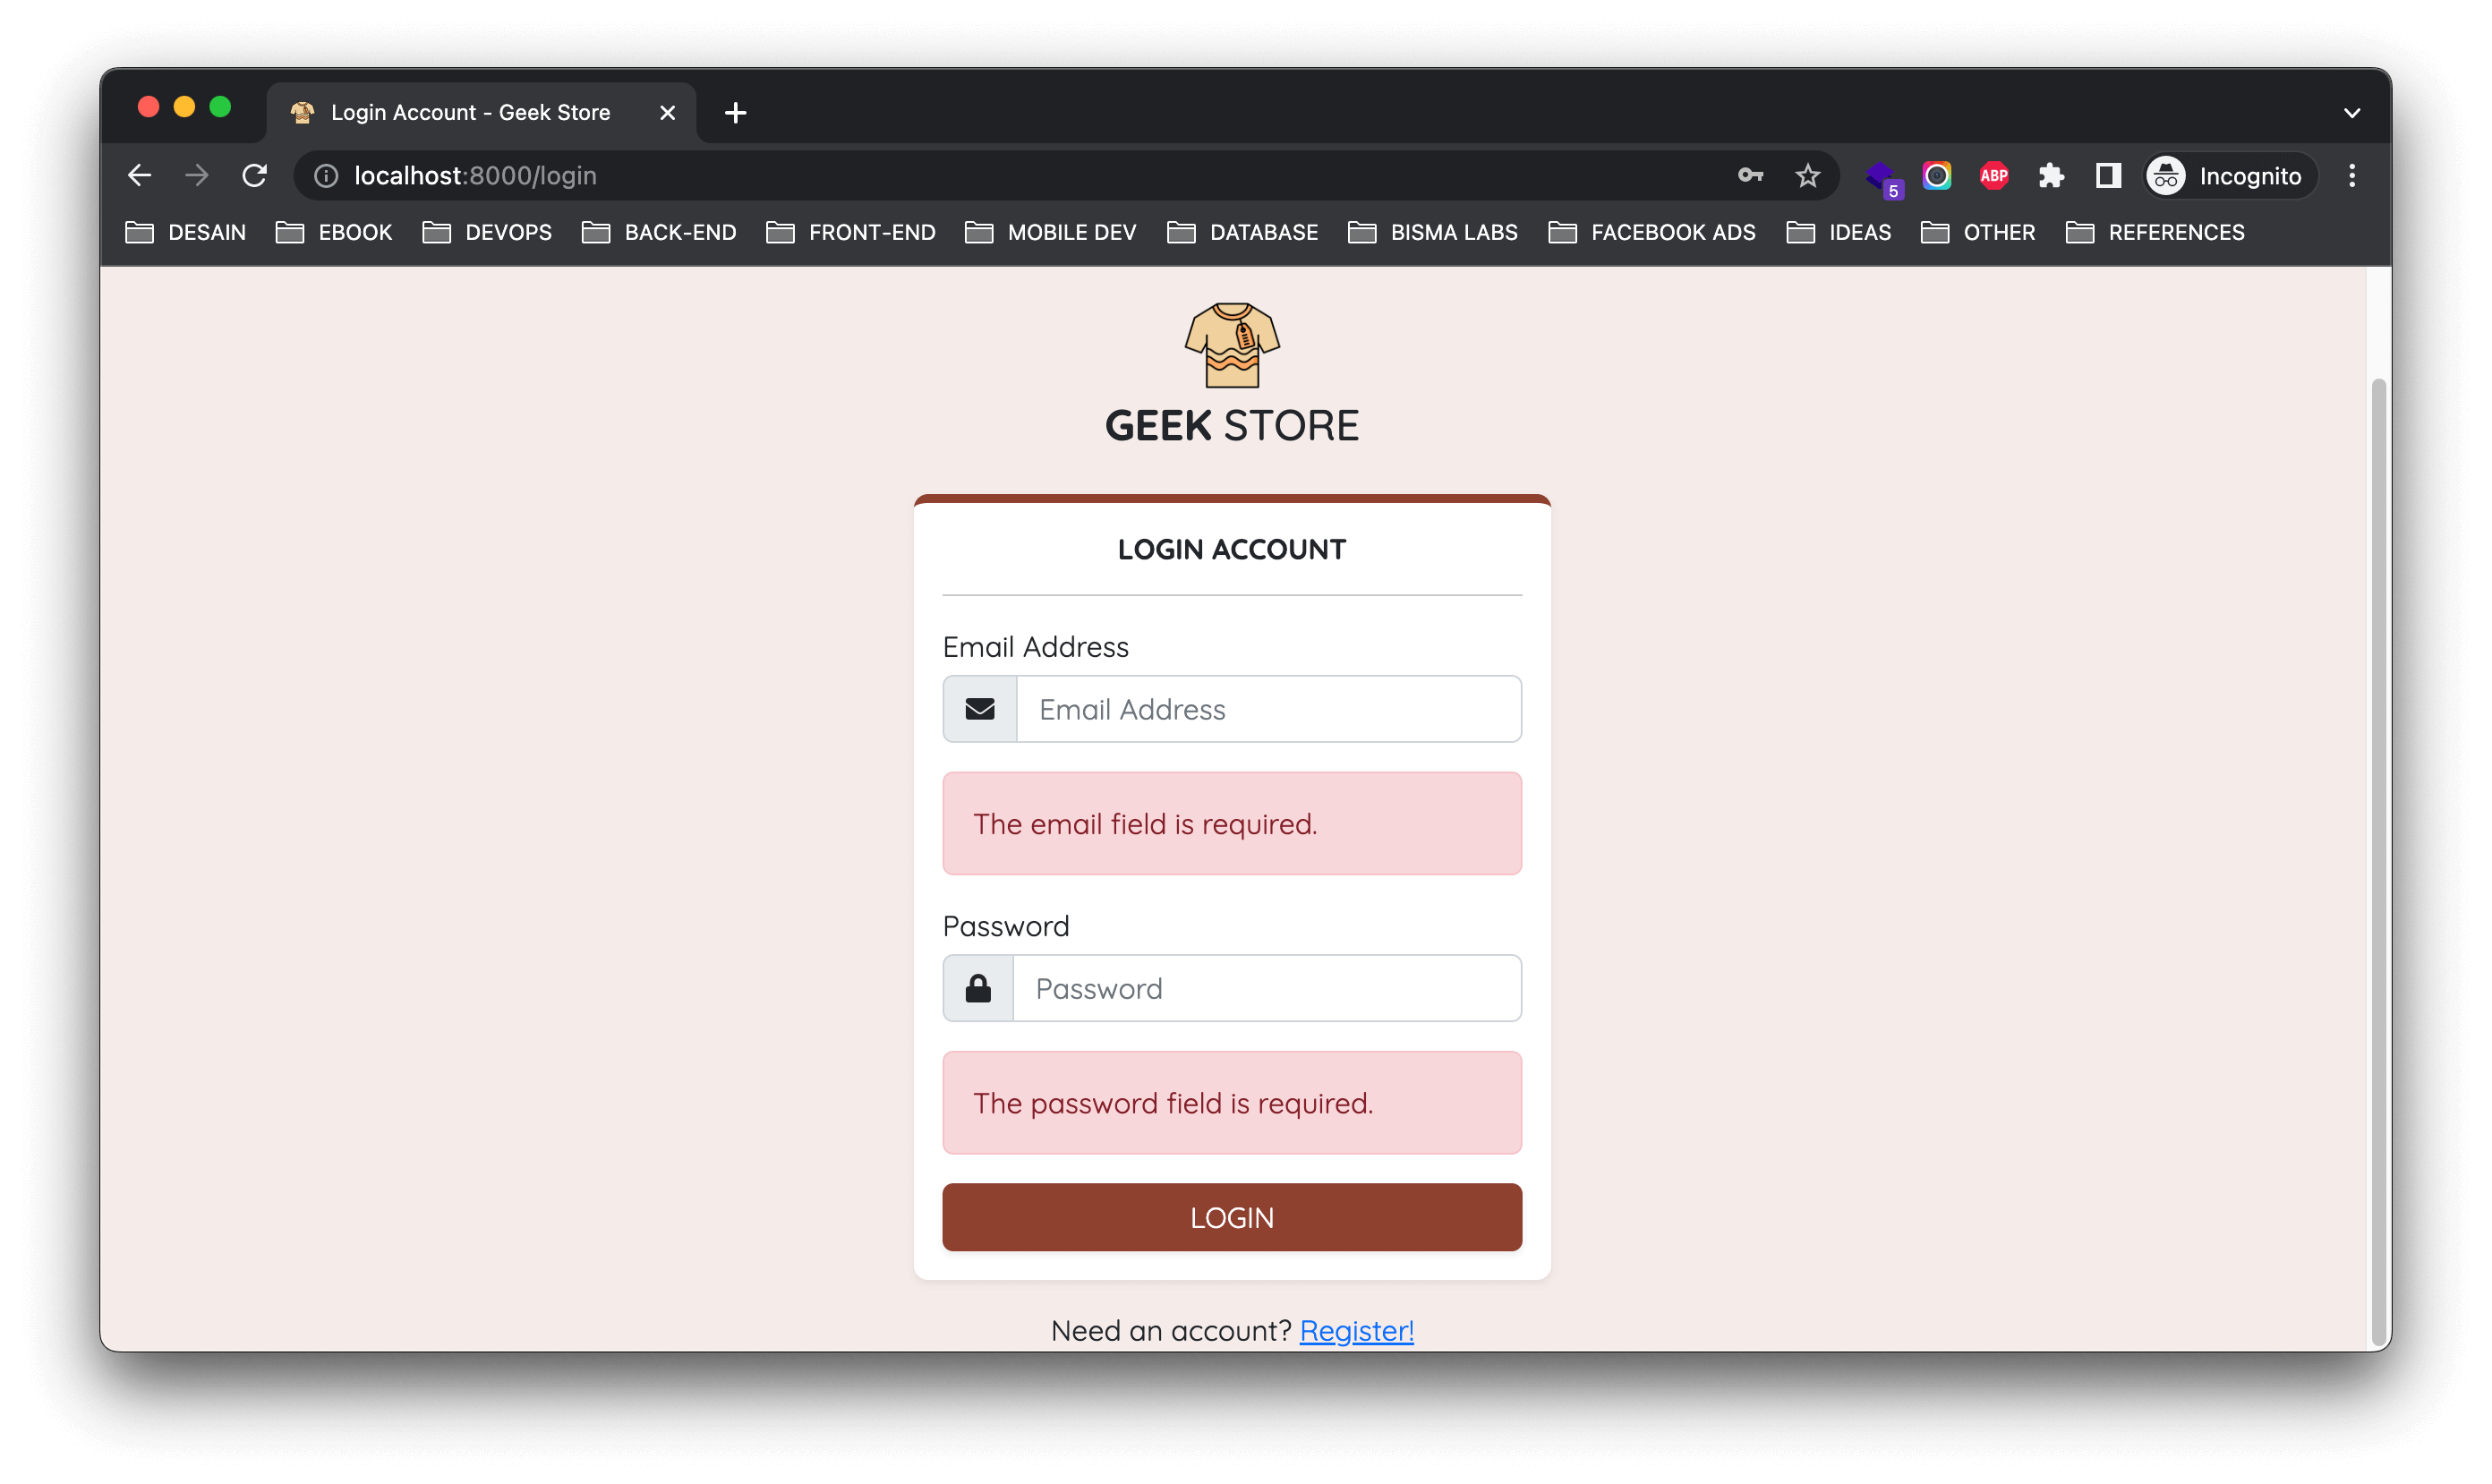 Login Account - Geek Store
localhost:8000/login
5
ABP
Incognito
DESAIN EBOOK DEVOPS BACK-END FRONT-END MOBILE DEV DATABASE BISMA LABS FACEBOOK ADS IDEAS OTHER REFERENCES
GEEK STORE
LOGIN ACCOUNT
Email Address
Email Address
The email field is required.
Password
Password
The password field is required.
LOGIN
Need an account? Register!